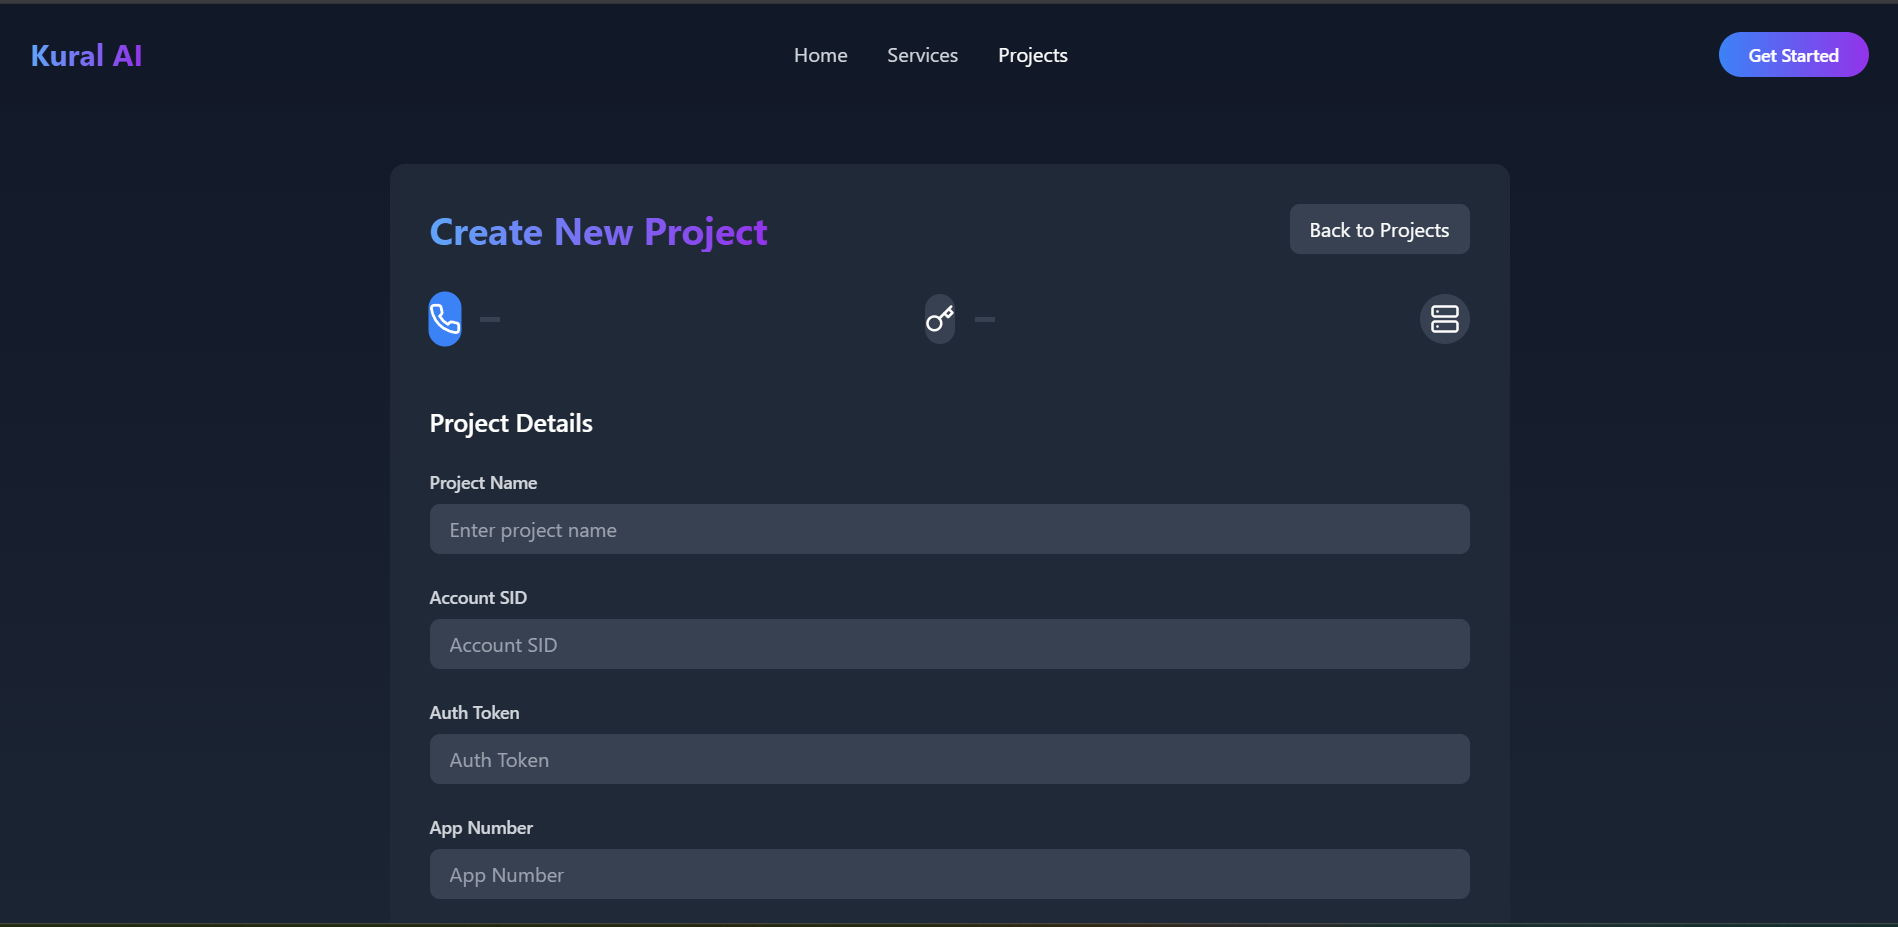 Kural AI
Home
Services
Projects
Get Started
Create New Project
Back to Projects
Project Details
Project Name
Enter project name
Account SID
Account SID
Auth Token
Auth Token
App Number
App Number